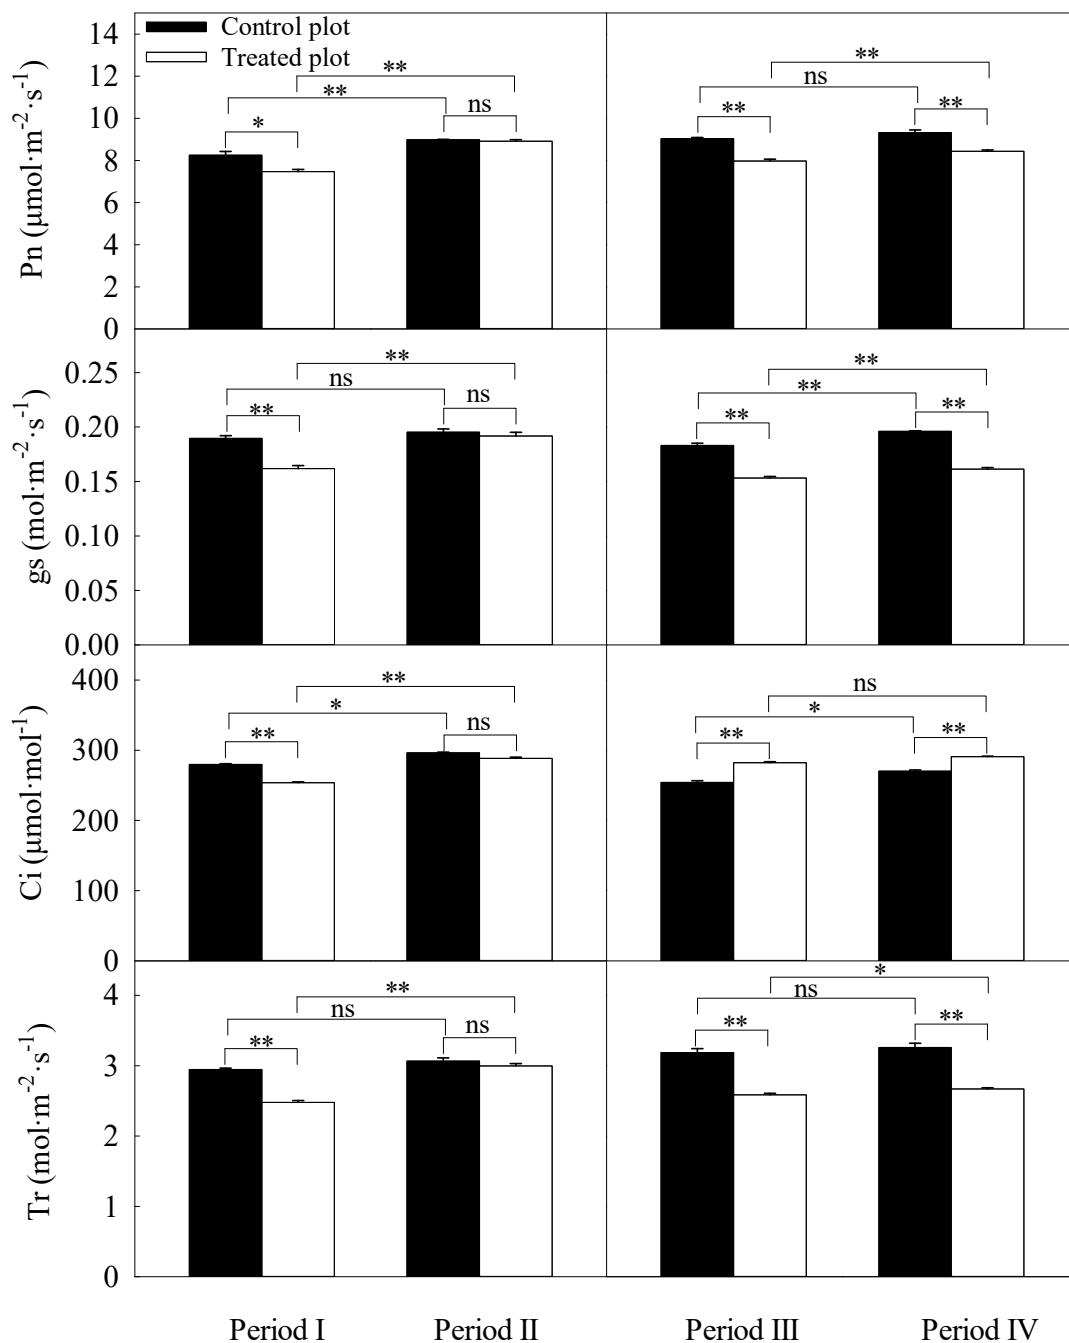 Control plot
Treated plot
Pn (μmol·m-2·s-1)
14
12
10
8
6
4
2
0
** ** * ns
** ns ** **
gs (mol·m-2·s-1)
0.25
0.20
0.15
0.10
0.05
0.00
** ns ** ns
** ** ** **
Ci (μmol·mol-1)
400
300
200
100
0
** * ** ns
ns * ** **
Tr (mol·m-2·s-1)
4
3
2
1
0
** ns ** ns
* ns ** **
Period I Period II Period III Period IV